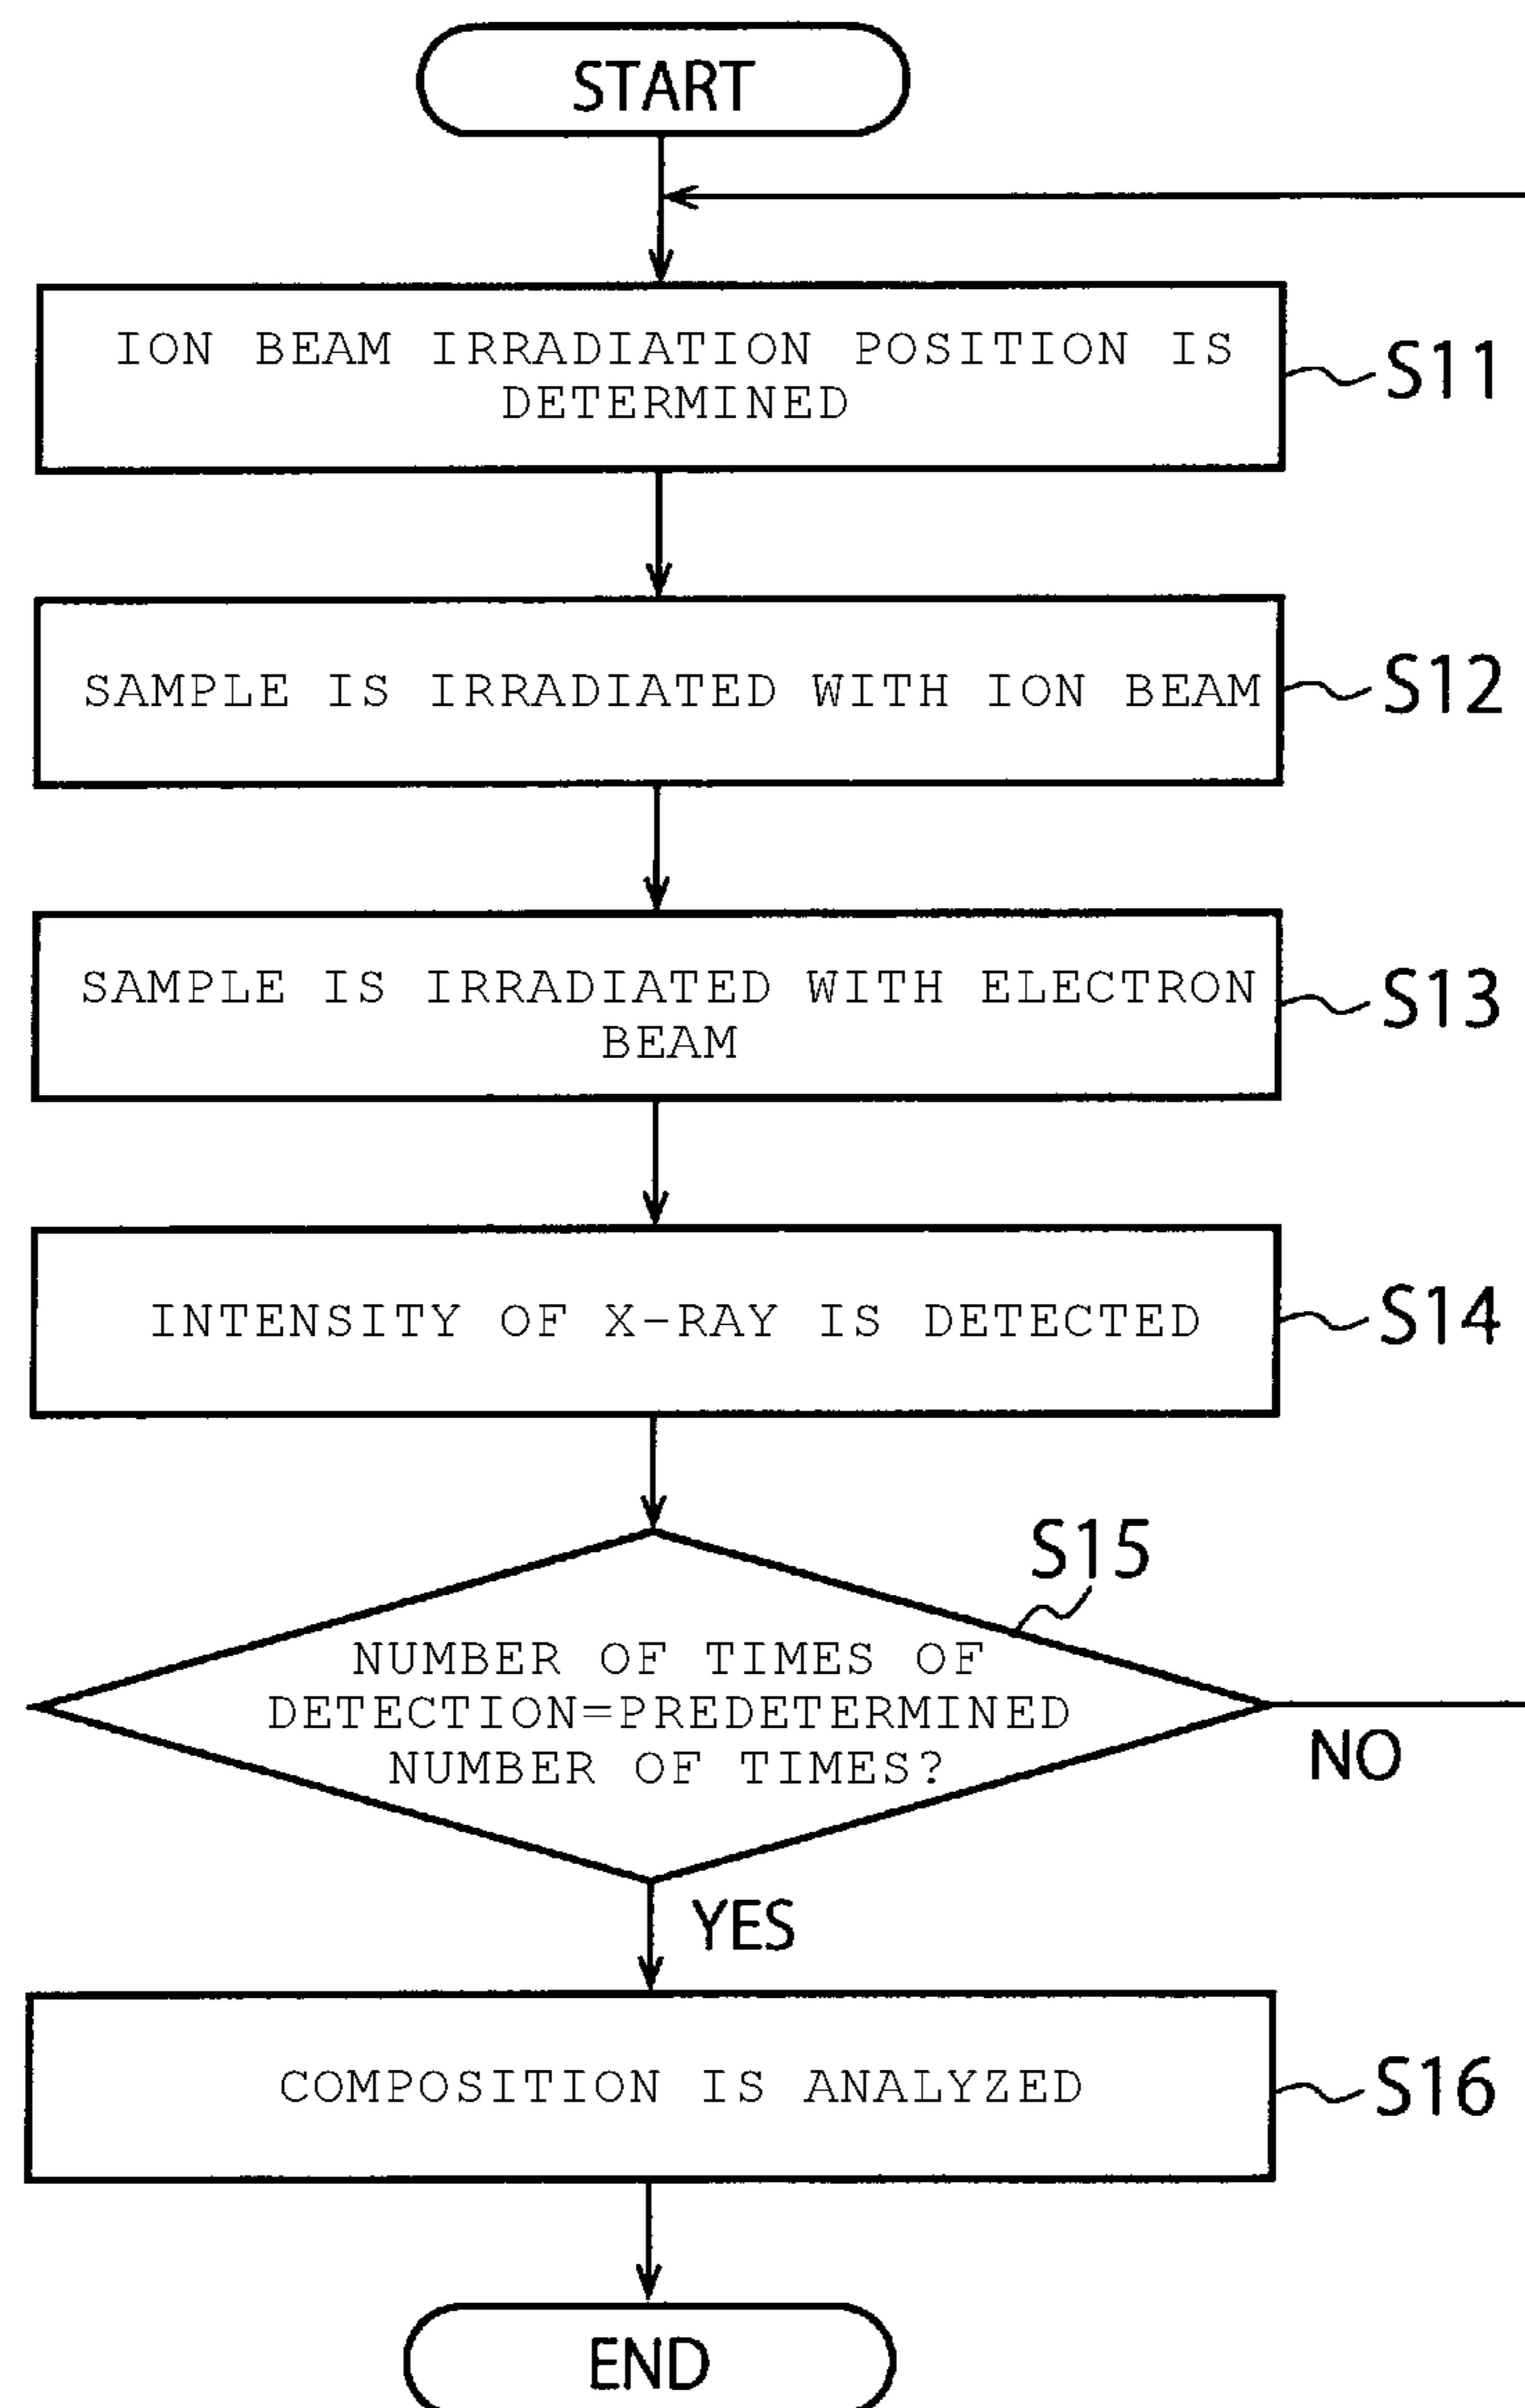 START
ION BEAM IRRADIATION POSITION IS
DETERMINED
S11
SAMPLE IS IRRADIATED WITH ION BEAM
S12
SAMPLE IS IRRADIATED WITH ELECTRON
BEAM
S13
INTENSITY OF X-RAY IS DETECTED
S14
S15
NUMBER OF TIMES OF
DETECTION=PREDETERMINED
NUMBER OF TIMES?
NO
YES
COMPOSITION IS ANALYZED
S16
END